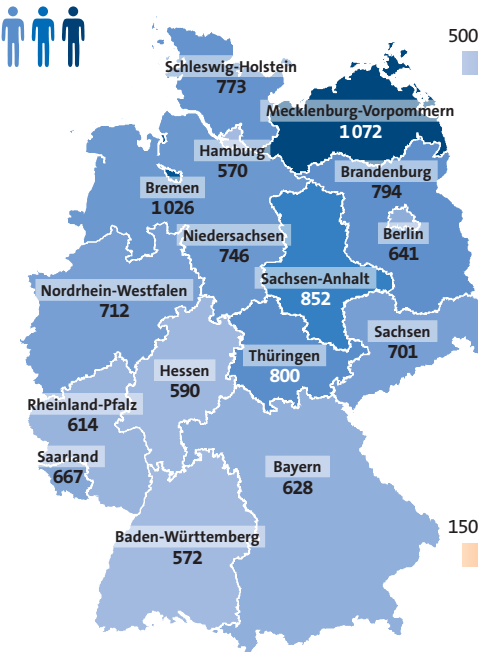 500
Schleswig-Holstein
773
Mecklenburg-Vorpommern
1 072
Hamburg
570
Brandenburg
794
Bremen
1 026
Niedersachsen
746
Berlin
641
Sachsen-Anhalt
852
Nordrhein-Westfalen
712
Sachsen
701
Thüringen
800
Hessen
590
Rheinland-Pfalz
614
Saarland
667
Bayern
628
150
Baden-Württemberg
572